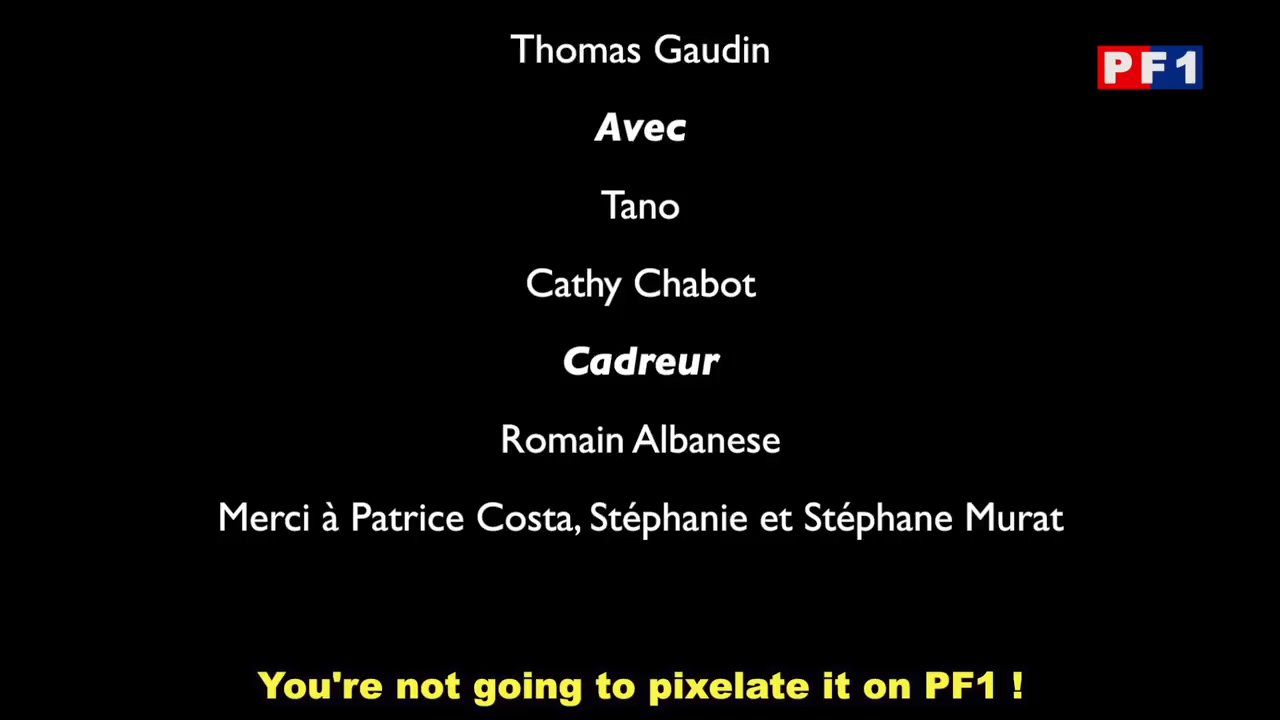 Thomas Gaudin
PF1
Avec
Tano
Cathy Chabot
Cadreur
Romain Albanese
Merci à Patrice Costa, Stéphanie et Stéphane Murat
You're not going to pixelate it on PF1 !